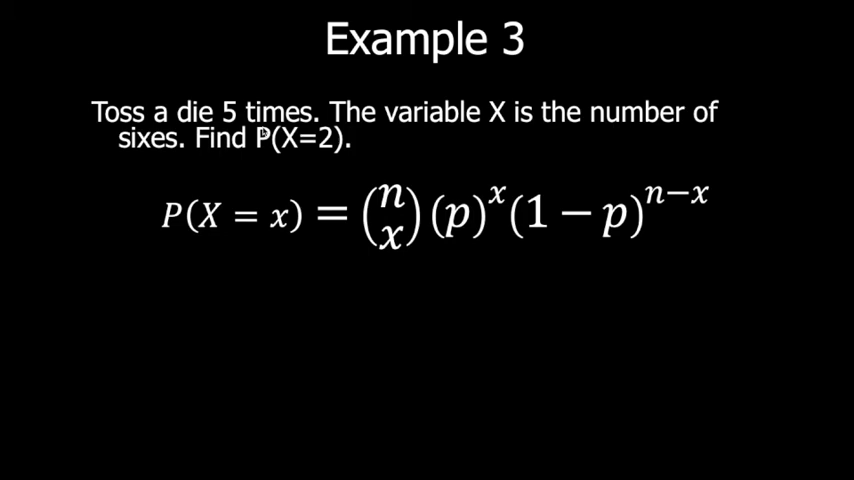 Example 3
Toss a die 5 times. The variable X is the number of
sixes. Find P(X=2).
P(X = x) = (n x)(p)^x(1 − p)^{n−x}